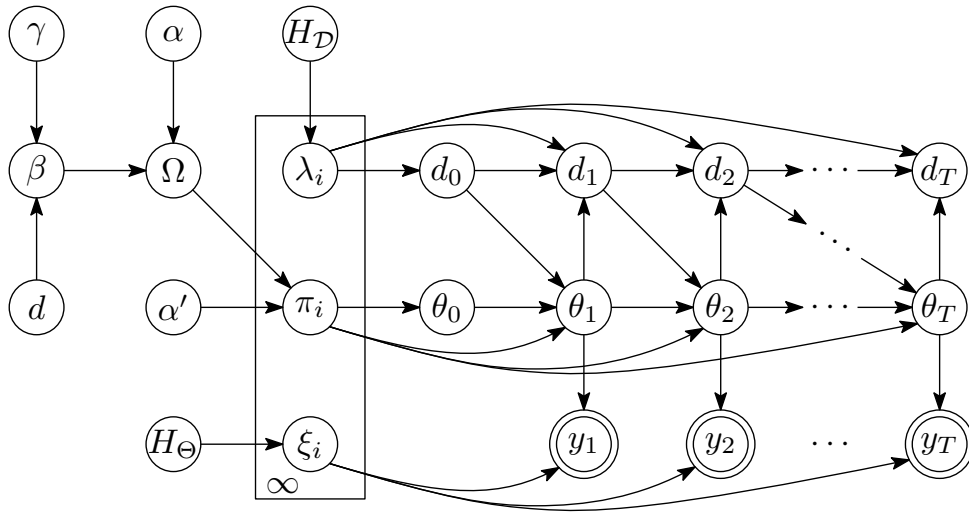 γ α H_𝒟
β Ω λ_i d_0 d_1 d_2 ⋯ d_T
⋱
d α′ π_i θ_0 θ_1 θ_2 ⋯ θ_T
H_Θ ξ_i y_1 y_2 ⋯ y_T
∞